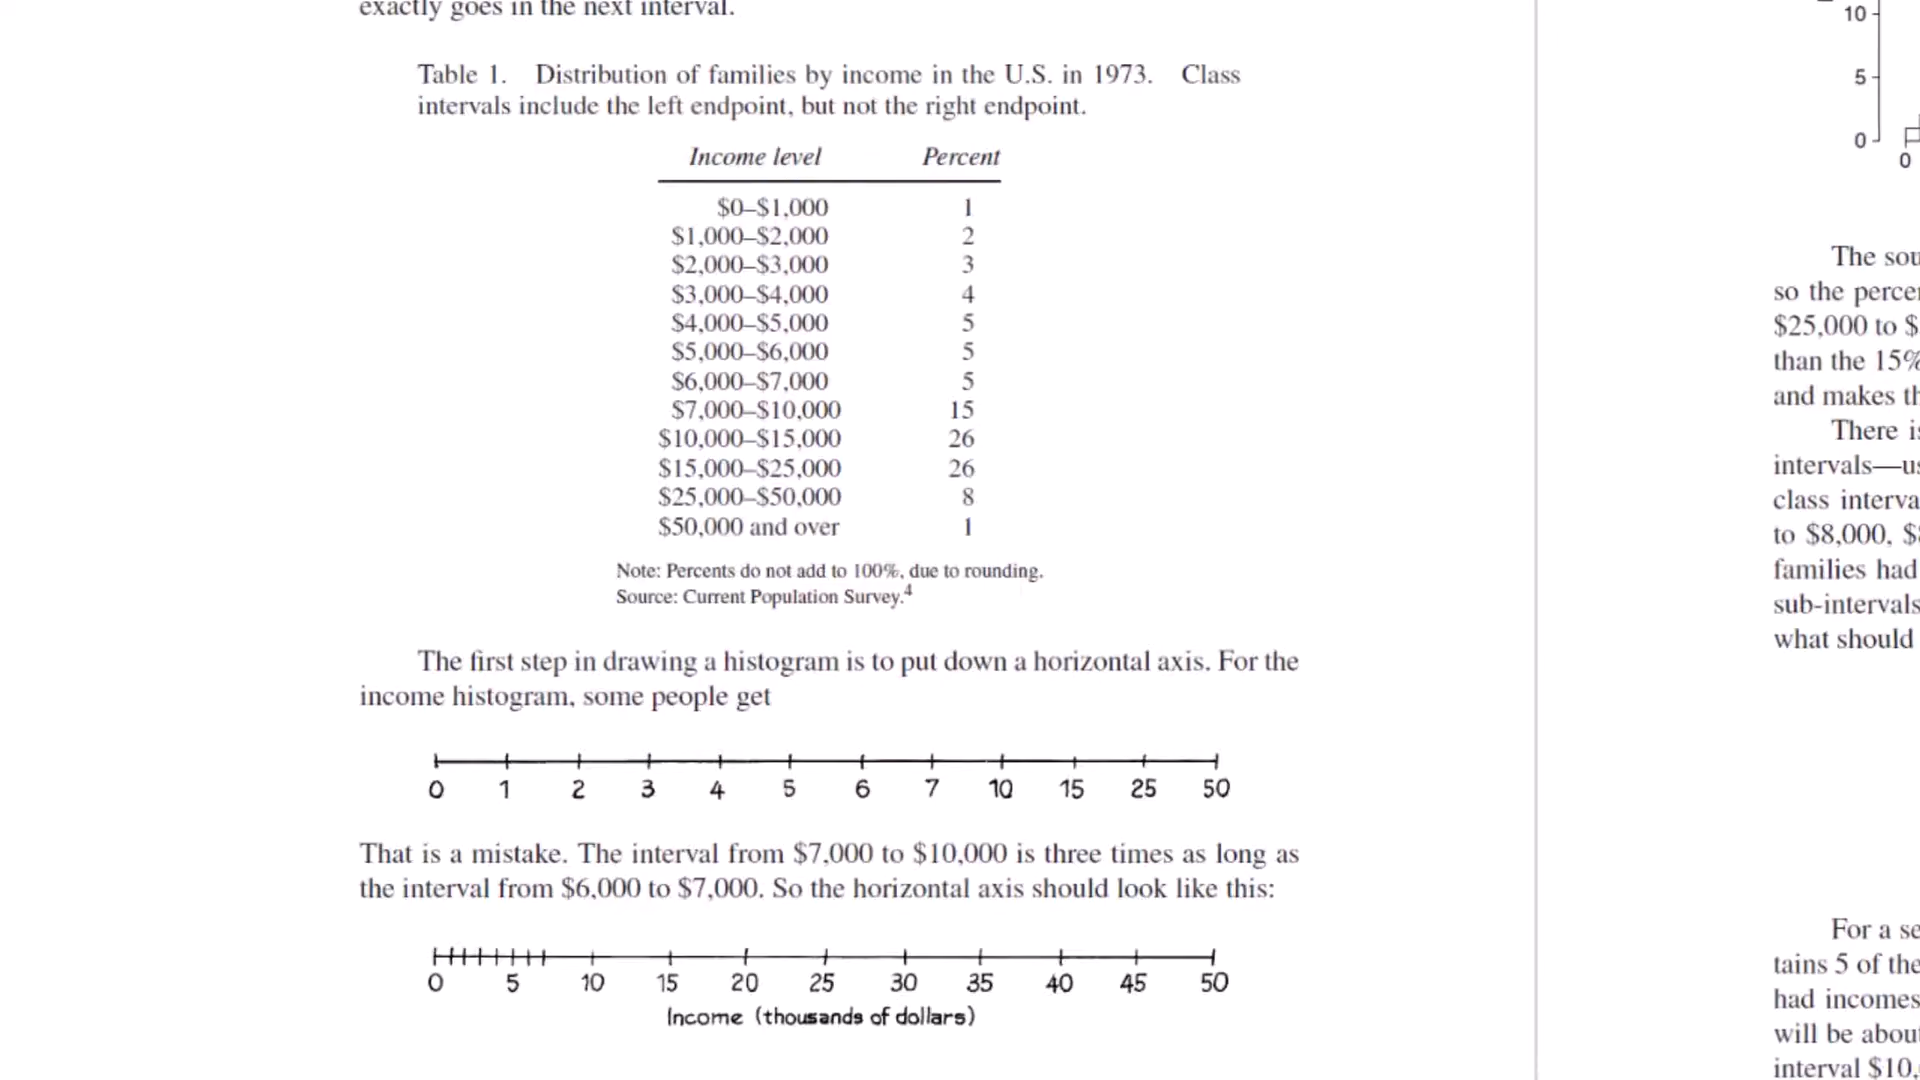 exactly goes in the next interval.
Table 1. Distribution of families by income in the U.S. in 1973. Class
intervals include the left endpoint, but not the right endpoint.
Income level Percent
$0–$1,000 1
$1,000–$2,000 2
$2,000–$3,000 3
$3,000–$4,000 4
$4,000–$5,000 5
$5,000–$6,000 5
$6,000–$7,000 5
$7,000–$10,000 15
$10,000–$15,000 26
$15,000–$25,000 26
$25,000–$50,000 8
$50,000 and over 1
Note: Percents do not add to 100%, due to rounding.
Source: Current Population Survey.4
The first step in drawing a histogram is to put down a horizontal axis. For the
income histogram, some people get
0 1 2 3 4 5 6 7 10 15 25 50
That is a mistake. The interval from $7,000 to $10,000 is three times as long as
the interval from $6,000 to $7,000. So the horizontal axis should look like this:
0 5 10 15 20 25 30 35 40 45 50
Income (thousands of dollars)
10
5
0
0
The
so the
$25,000 to $
than the 15%
and makes
There
intervals—
class
to $8,000, $
families had
sub-intervals
what should
For a
tains 5 of the
had incomes
will be
interval $10,